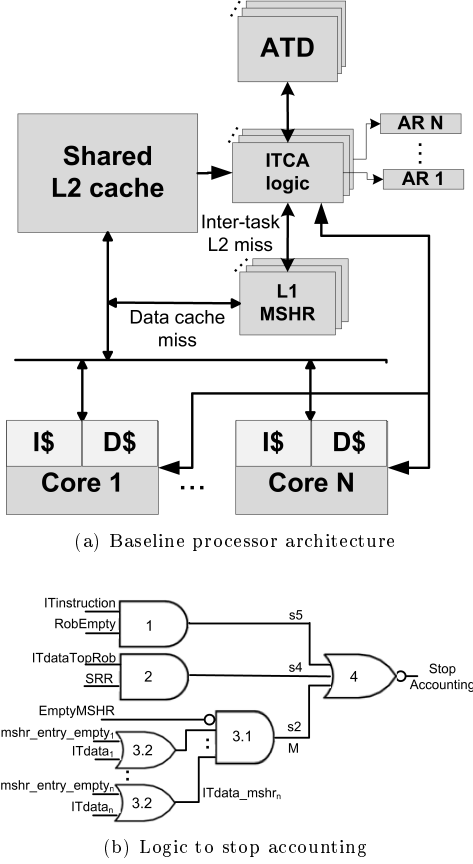 ATD
AR N
Shared
L2 cache
ITCA
logic
AR 1
Inter-task
L2 miss
L1
MSHR
Data cache
miss
I$
D$
I$
D$
Core 1
...
Core N
(a) Baseline processor architecture
ITinstruction
RobEmpty
1
s5
ITdataTopRob
SRR
2
s4
4
Stop
Accounting
EmptyMSHR
3.1
s2
M
mshr_entry_empty₁
ITdata₁
3.2
mshr_entry_emptyₙ
ITdataₙ
3.2
ITdata_mshrₙ
(b) Logic to stop accounting